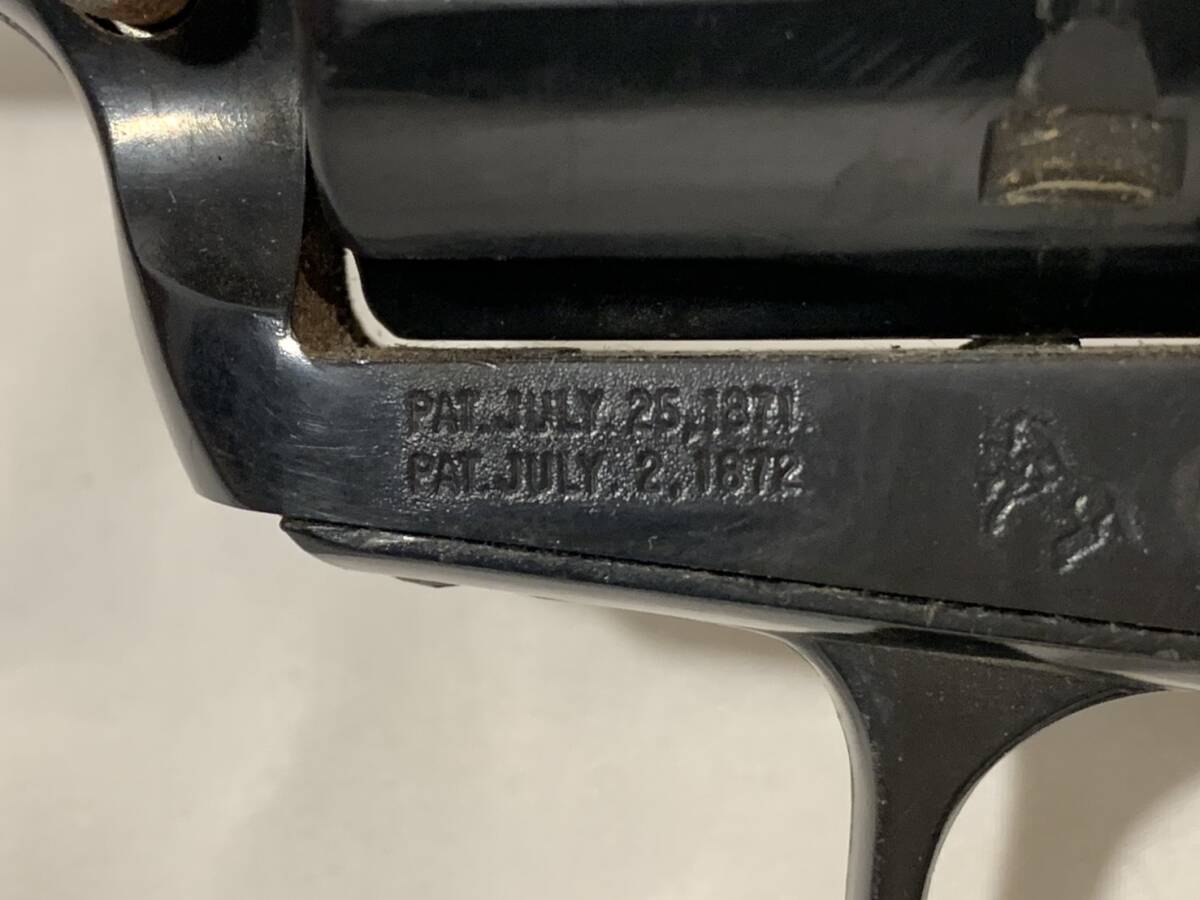 PAT. JULY. 25, 1871.
PAT. JULY. 2, 1872